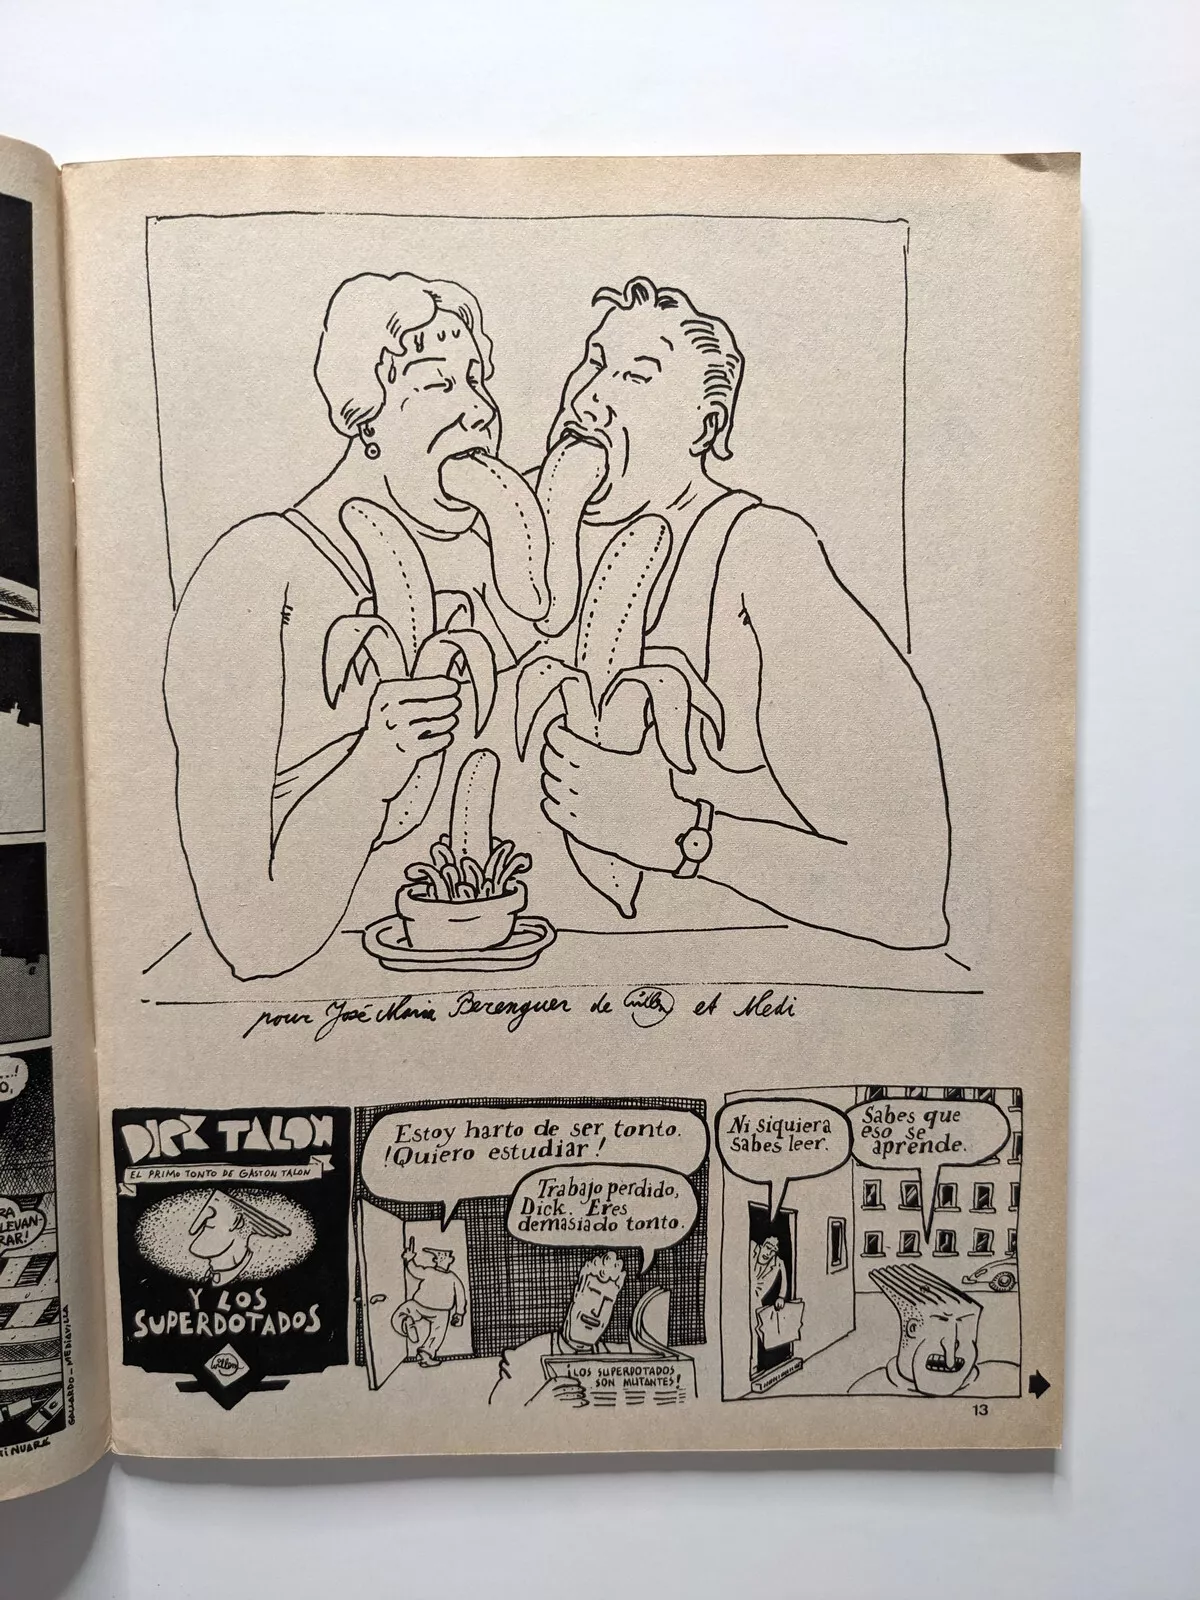 pour José Maria Berenguer de Willem et Medi
DICK TALON
EL PRIMO TONTO DE GASTON TALON
Y LOS
SUPERDOTADOS
Willem
Estoy harto de ser tonto.
!Quiero estudiar!
Trabajo perdido,
Dick. Eres
demasiado tonto.
¡LOS SUPERDOTADOS
SON MUTANTES!
Ni siquiera
sabes leer.
Sabes que
eso se
aprende.
13
GALLARDO - MEDIAVILLA